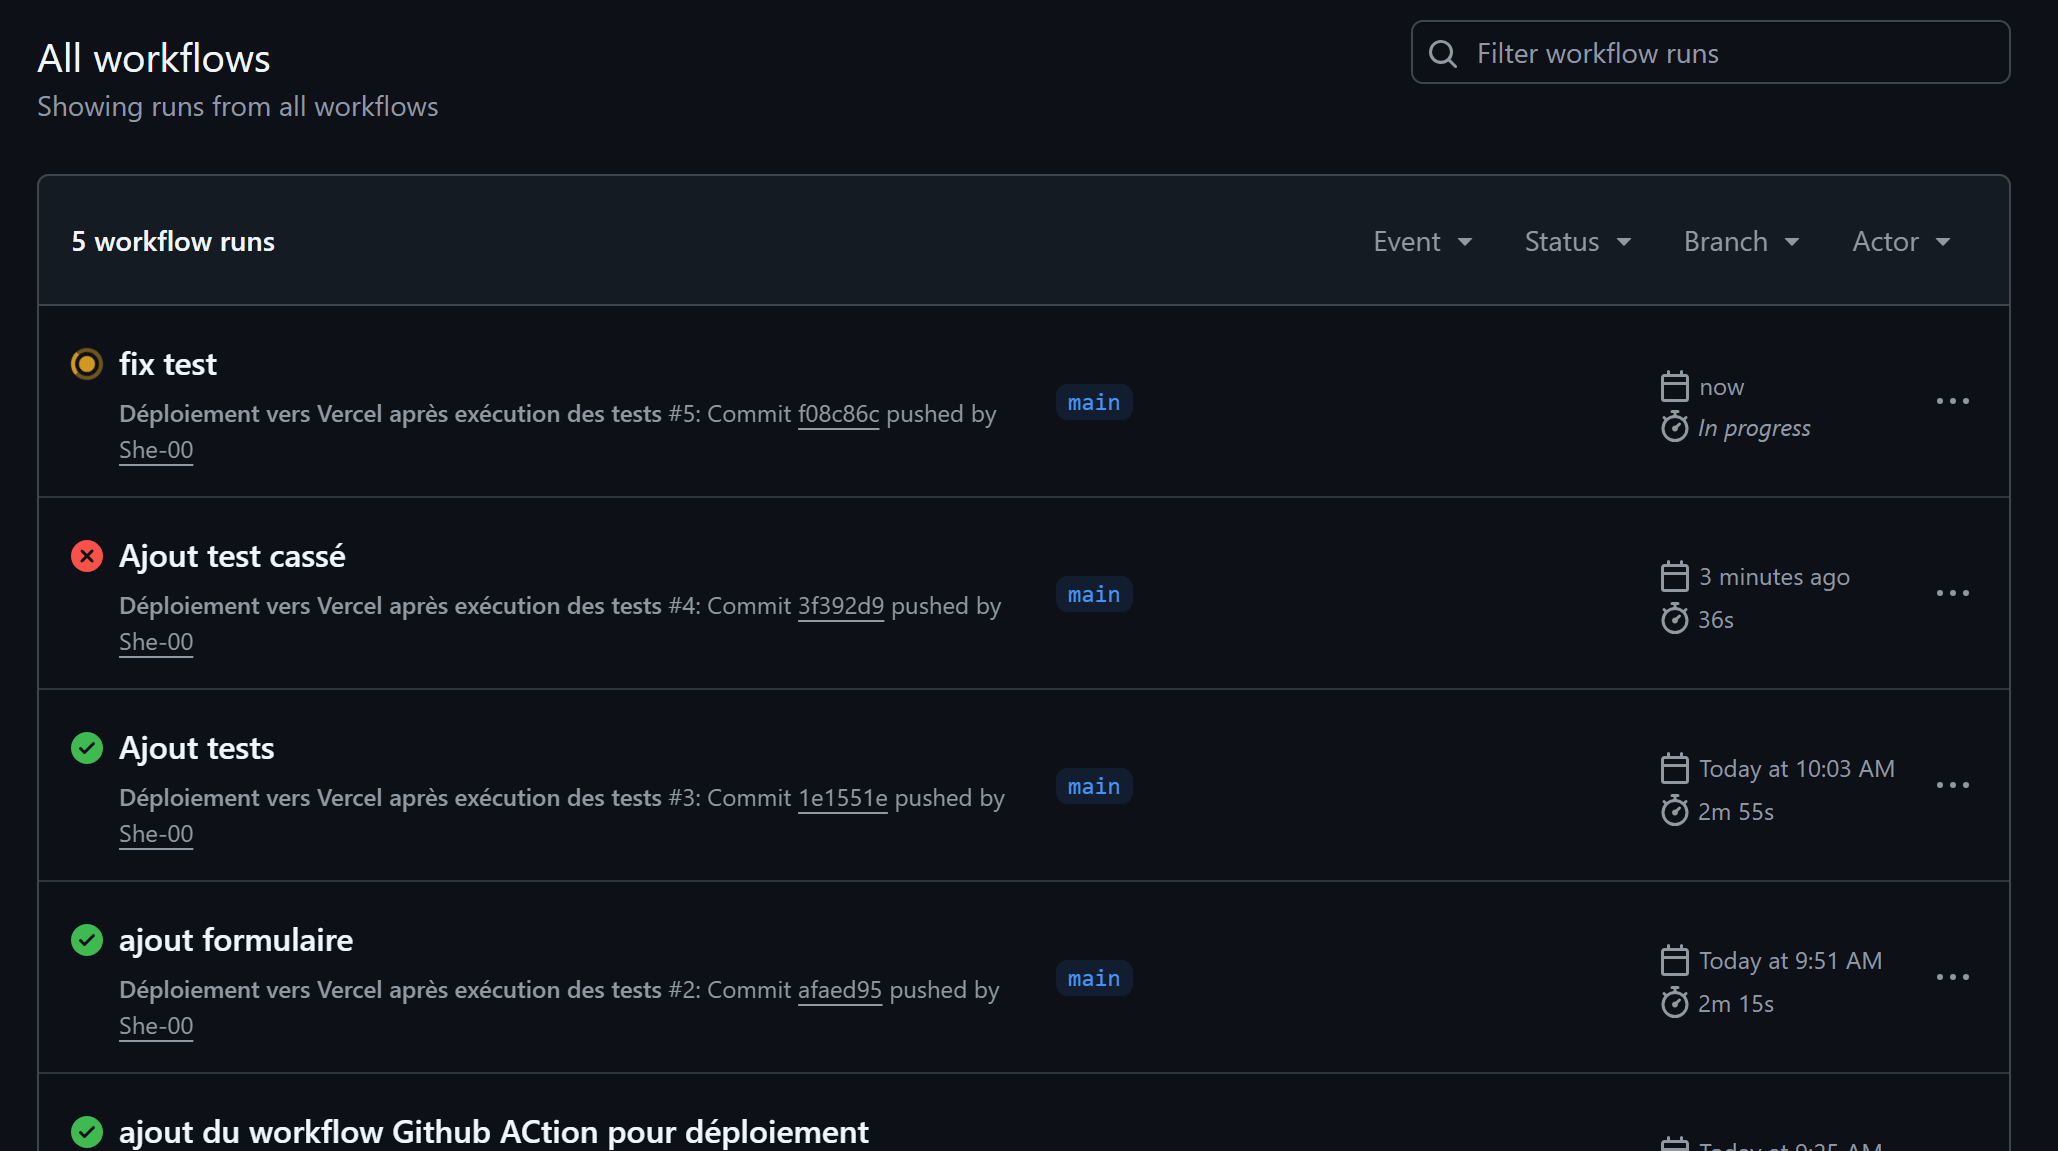 All workflows
Filter workflow runs
Showing runs from all workflows
5 workflow runs
Event
Status
Branch
Actor
fix test
Déploiement vers Vercel après exécution des tests #5: Commit f08c86c pushed by
She-00
main
now
In progress
Ajout test cassé
Déploiement vers Vercel après exécution des tests #4: Commit 3f392d9 pushed by
She-00
main
3 minutes ago
36s
Ajout tests
Déploiement vers Vercel après exécution des tests #3: Commit 1e1551e pushed by
She-00
main
Today at 10:03 AM
2m 55s
ajout formulaire
Déploiement vers Vercel après exécution des tests #2: Commit afaed95 pushed by
She-00
main
Today at 9:51 AM
2m 15s
ajout du workflow Github ACtion pour déploiement
Today at 9:25 AM